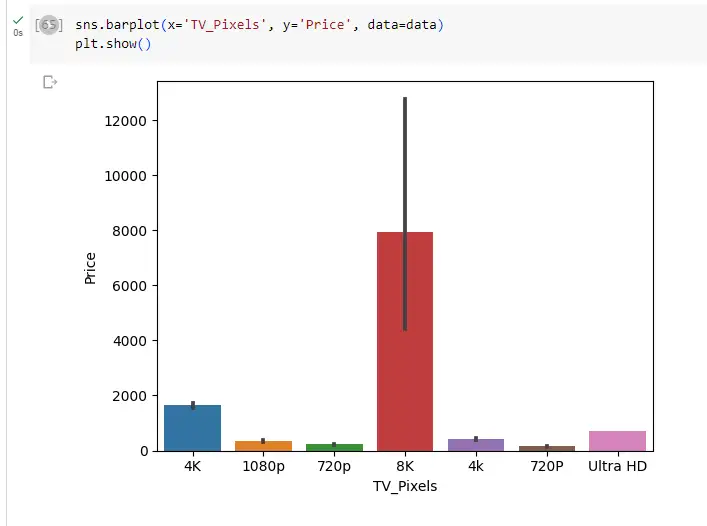 [65] sns.barplot(x='TV_Pixels', y='Price', data=data)
0s
plt.show()
12000
10000
8000
6000
4000
2000
0
Price
4K 1080p 720p 8K 4k 720P Ultra HD
TV_Pixels